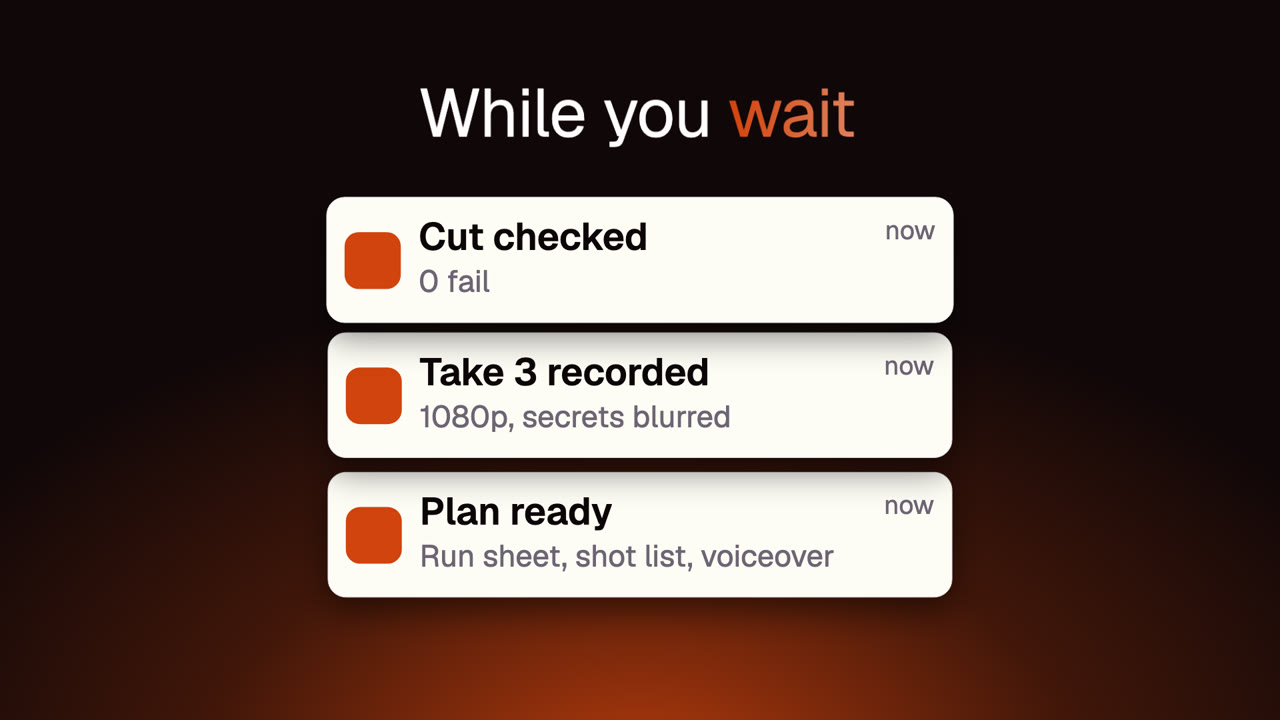 While you wait
Cut checked
now
0 fail
Take 3 recorded
now
1080p, secrets blurred
Plan ready
now
Run sheet, shot list, voiceover